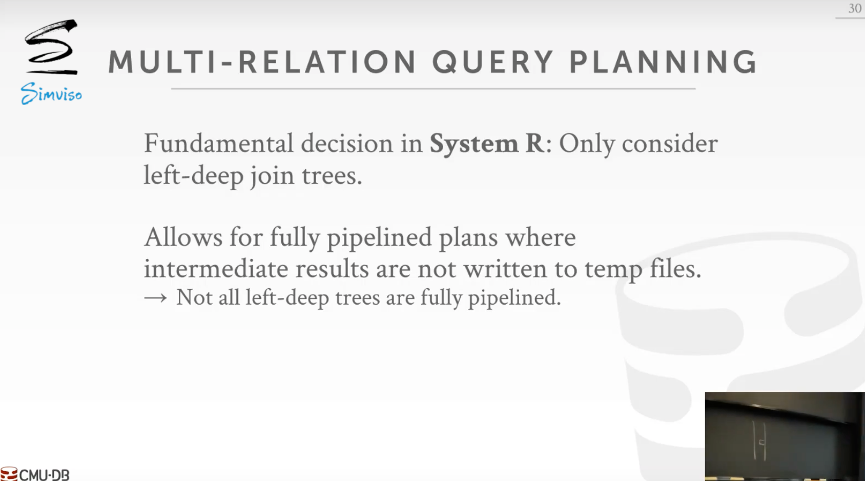 30
Simviso
MULTI-RELATION QUERY PLANNING
Fundamental decision in System R: Only consider
left-deep join trees.
Allows for fully pipelined plans where
intermediate results are not written to temp files.
→ Not all left-deep trees are fully pipelined.
CMU·DB